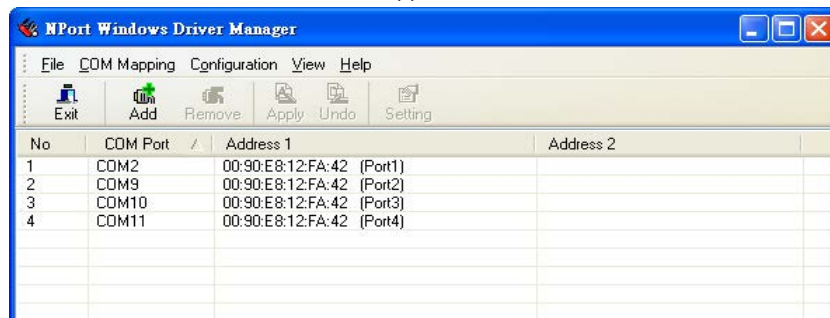 NPort Windows Driver Manager
File COM Mapping Configuration View Help
Exit Add Remove Apply Undo Setting
No COM Port Address 1 Address 2
1 COM2 00:90:E8:12:FA:42 (Port1)
2 COM9 00:90:E8:12:FA:42 (Port2)
3 COM10 00:90:E8:12:FA:42 (Port3)
4 COM11 00:90:E8:12:FA:42 (Port4)